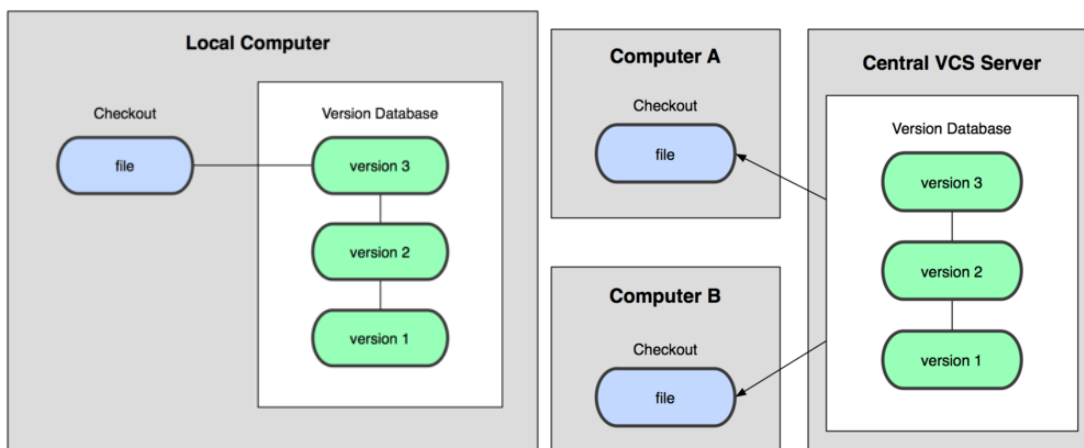 Local Computer
Checkout
Version Database
file
version 3
version 2
version 1
Computer A
Checkout
file
Computer B
Checkout
file
Central VCS Server
Version Database
version 3
version 2
version 1